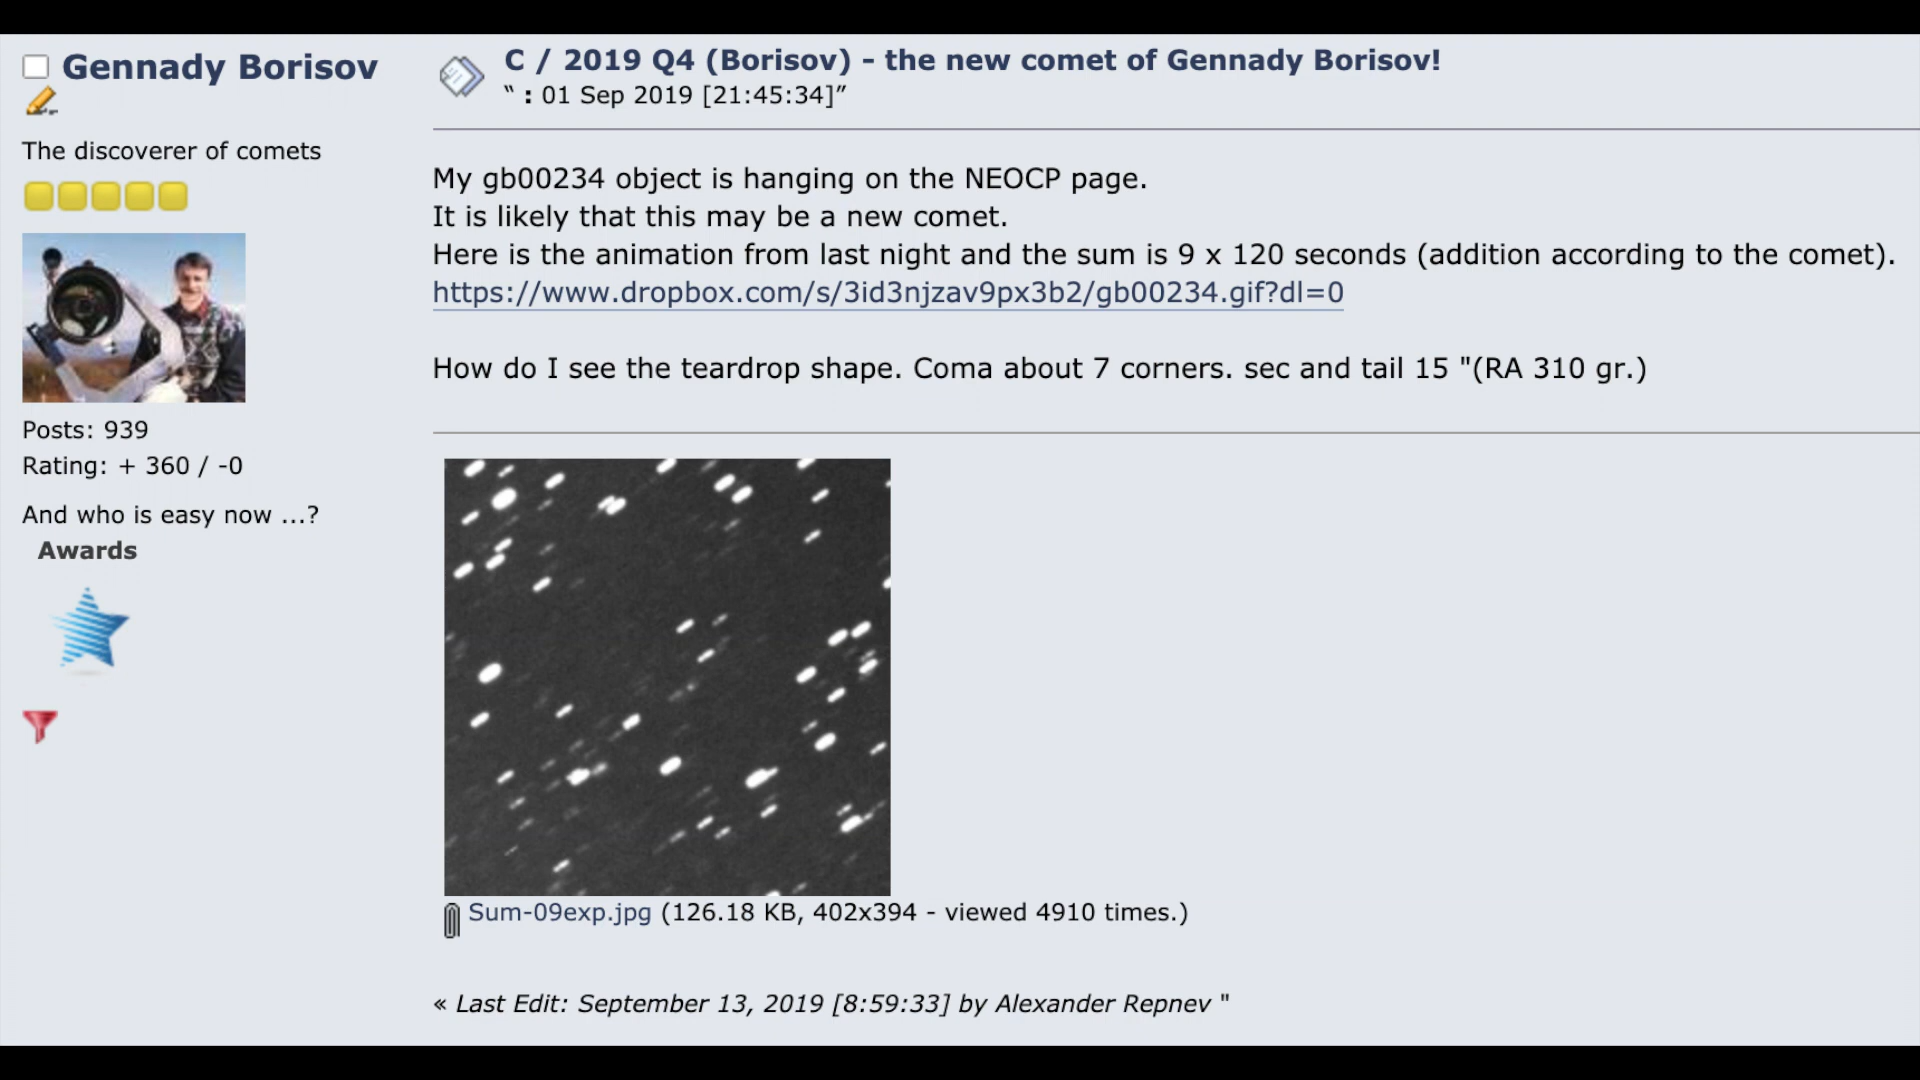 Gennady Borisov
The discoverer of comets
Posts: 939
Rating: + 360 / -0
And who is easy now ...?
Awards
C / 2019 Q4 (Borisov) - the new comet of Gennady Borisov!
“ : 01 Sep 2019 [21:45:34]”
My gb00234 object is hanging on the NEOCP page.
It is likely that this may be a new comet.
Here is the animation from last night and the sum is 9 x 120 seconds (addition according to the comet).
https://www.dropbox.com/s/3id3njzav9px3b2/gb00234.gif?dl=0
How do I see the teardrop shape. Coma about 7 corners. sec and tail 15 "(RA 310 gr.)
Sum-09exp.jpg (126.18 KB, 402x394 - viewed 4910 times.)
« Last Edit: September 13, 2019 [8:59:33] by Alexander Repnev "